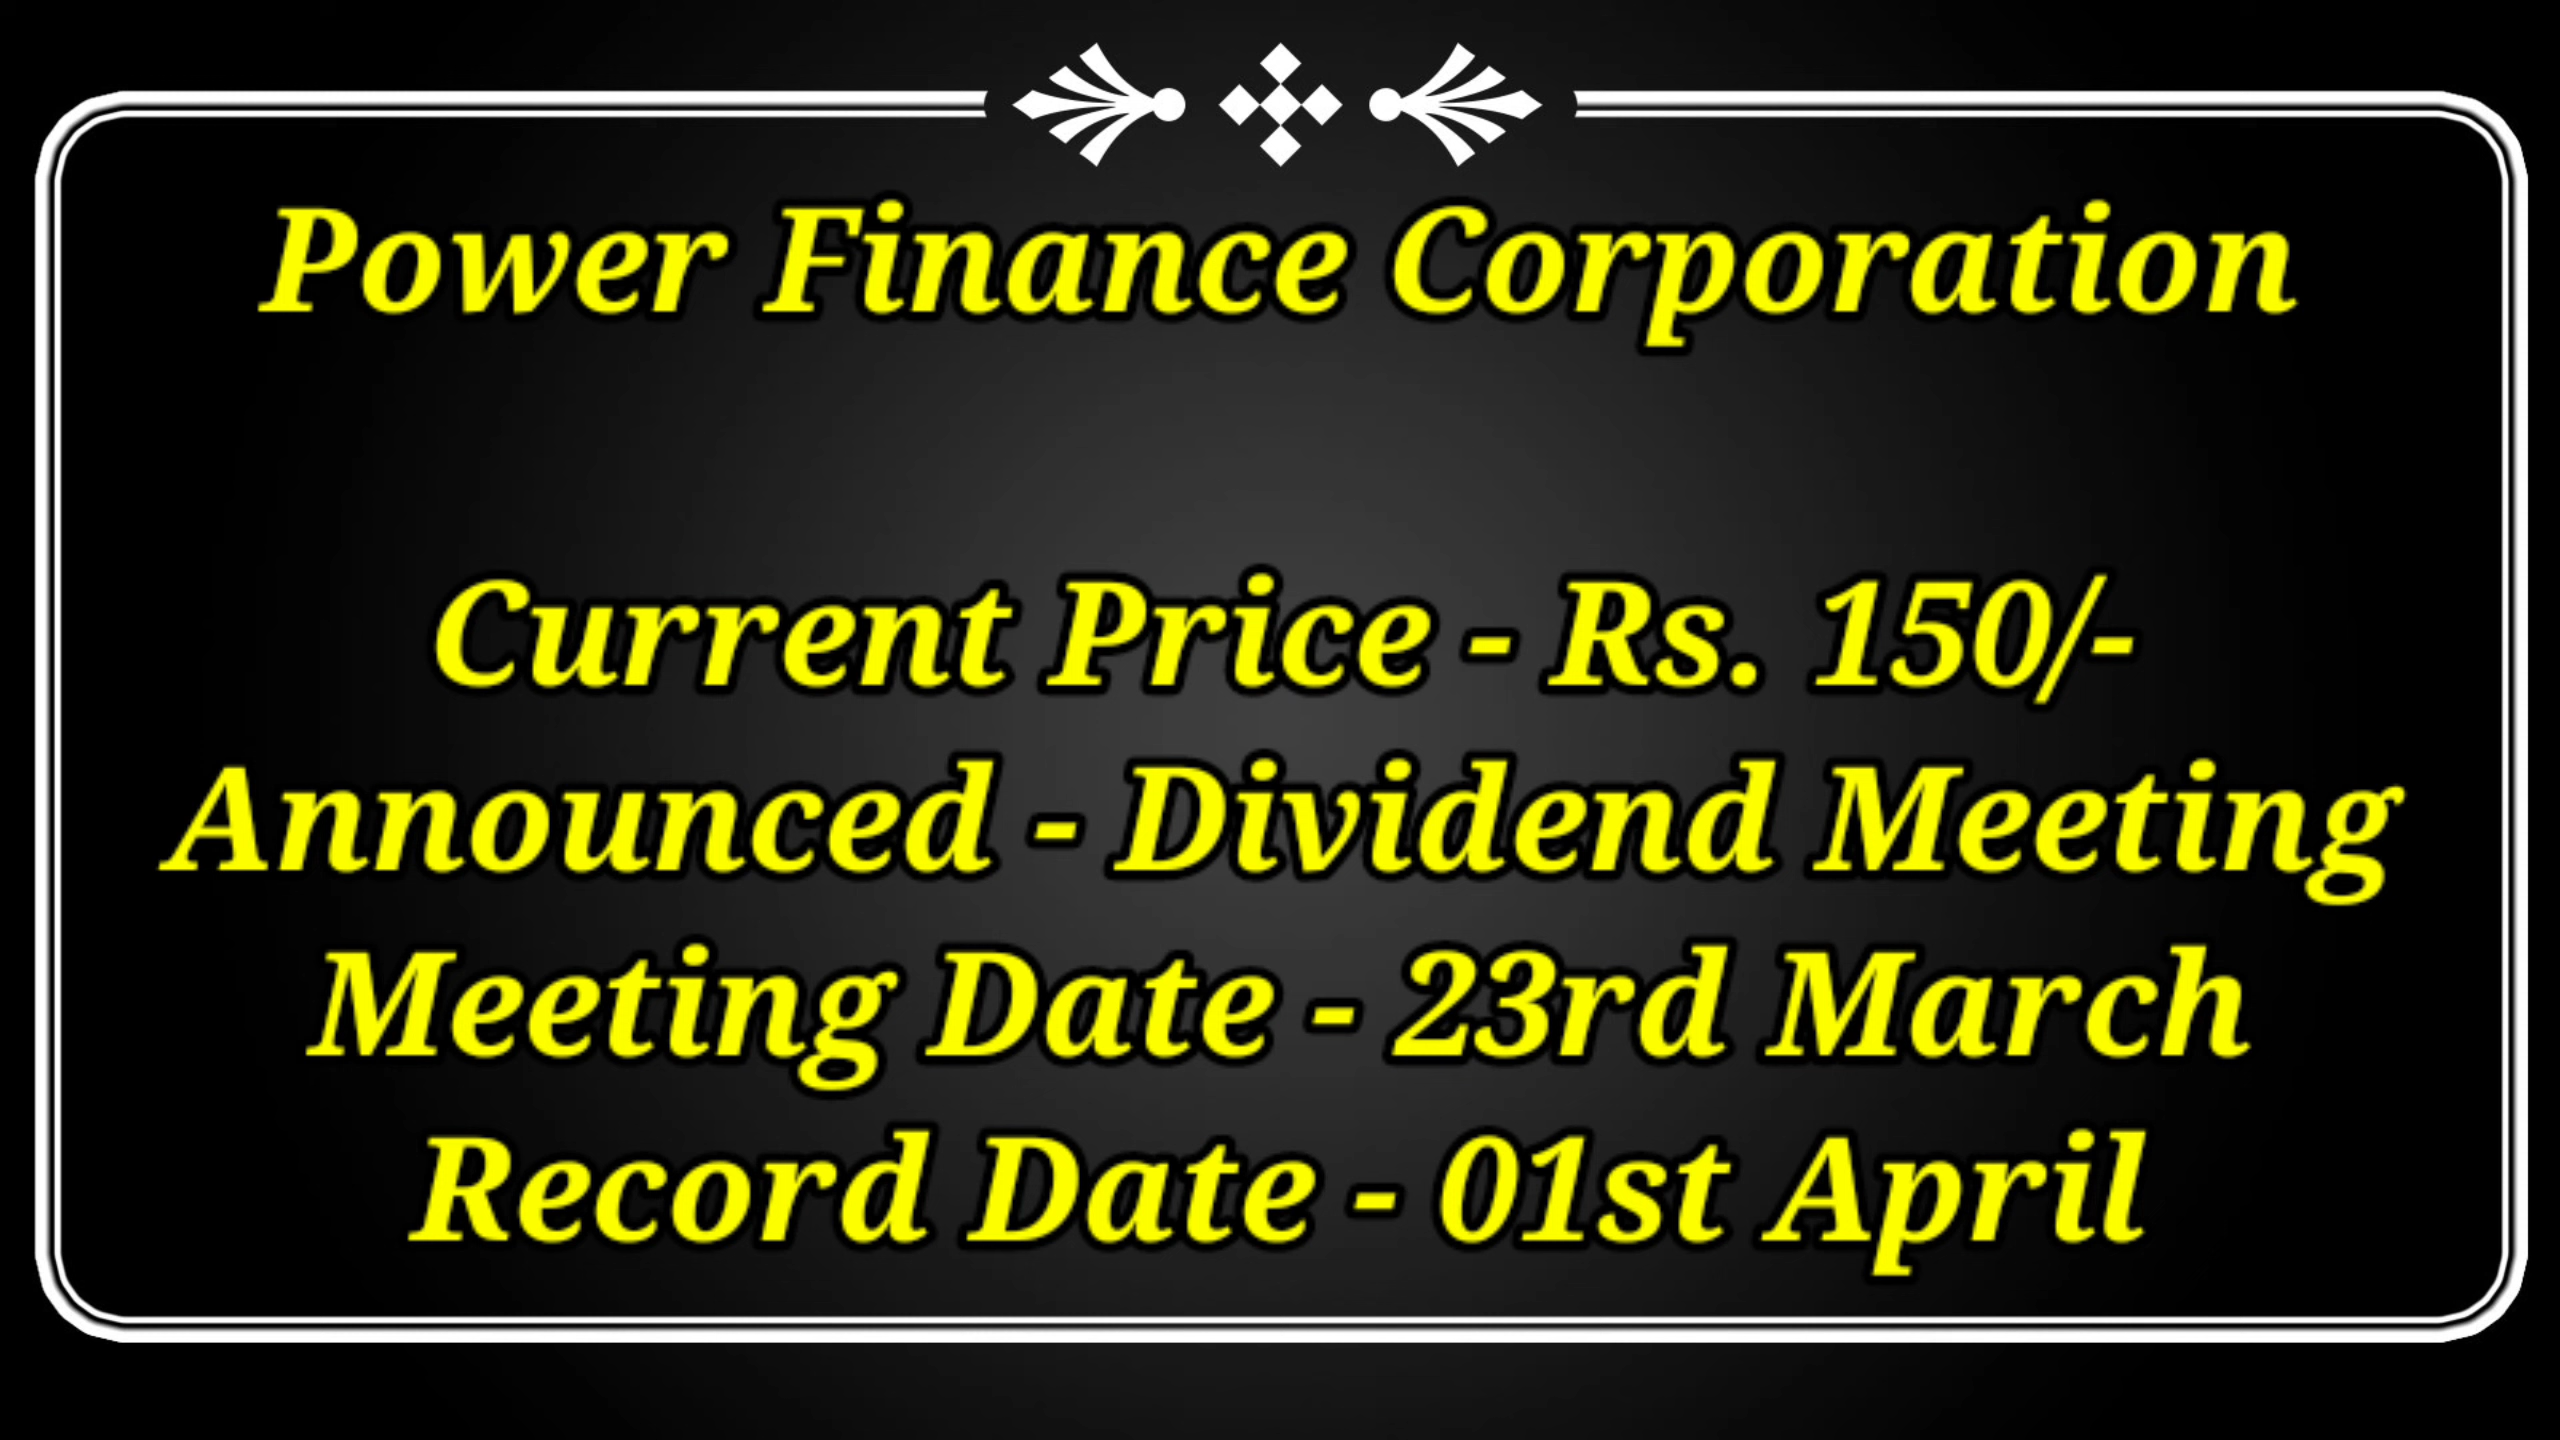 Power Finance Corporation
Current Price - Rs. 150/-
Announced - Dividend Meeting
Meeting Date - 23rd March
Record Date - 01st April